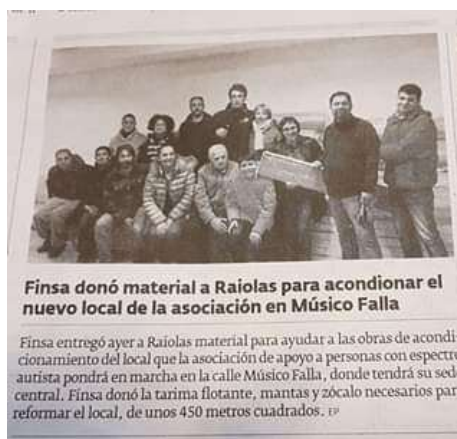 Finsa donó material a Raiolas para acondionar el
nuevo local de la asociación en Músico Falla
Finsa entregó ayer a Raiolas material para ayudar a las obras de acondi-
cionamiento del local que la asociación de apoyo a personas con espectro
autista pondrá en marcha en la calle Músico Falla, donde tendrá su sede
central. Finsa donó la tarima flotante, mantas y zócalo necesarios para
reformar el local, de unos 450 metros cuadrados. EP